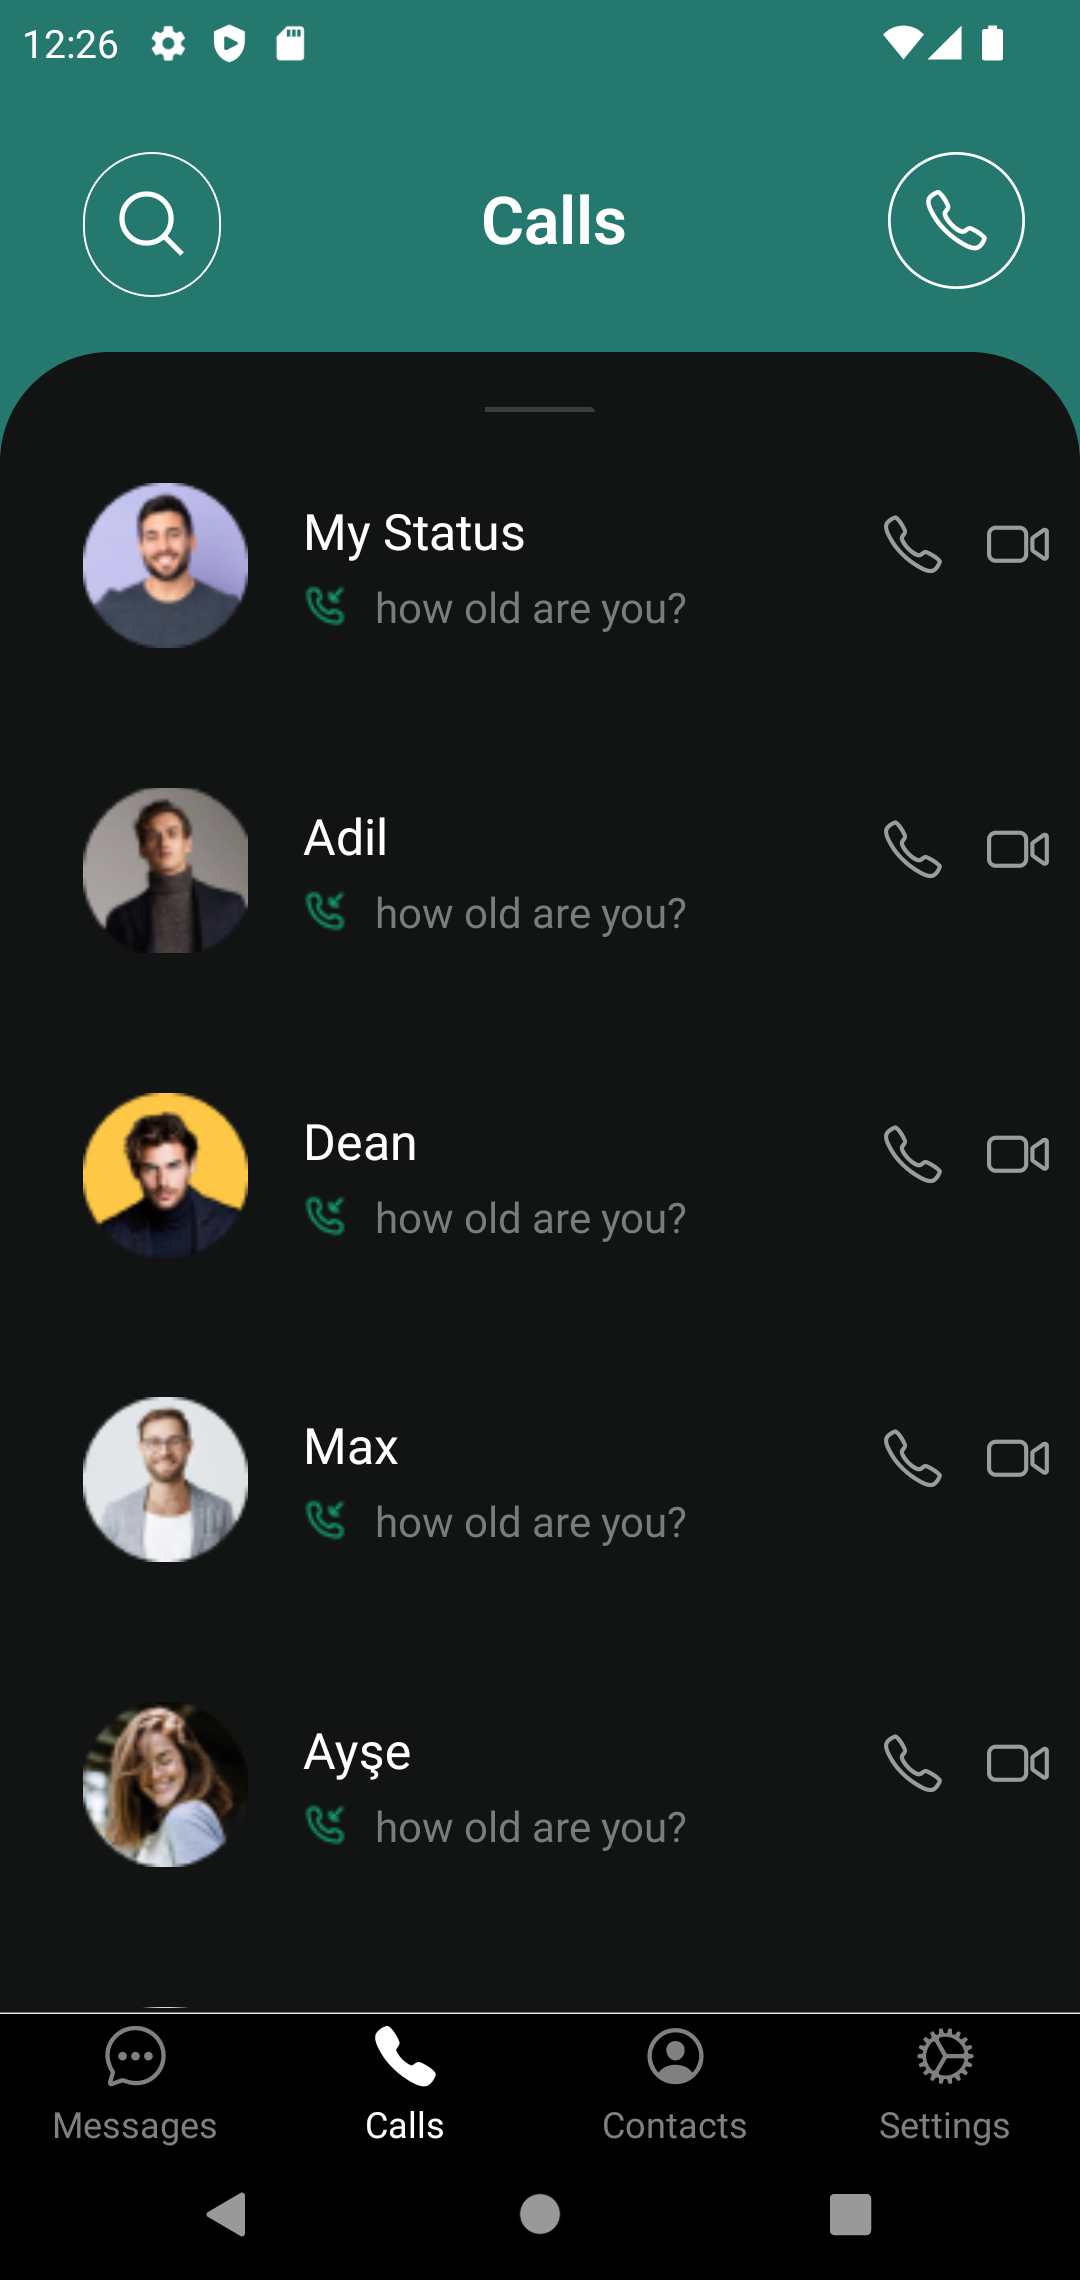 12:26
Calls
My Status
how old are you?
Adil
how old are you?
Dean
how old are you?
Max
how old are you?
Ayşe
how old are you?
Messages
Calls
Contacts
Settings